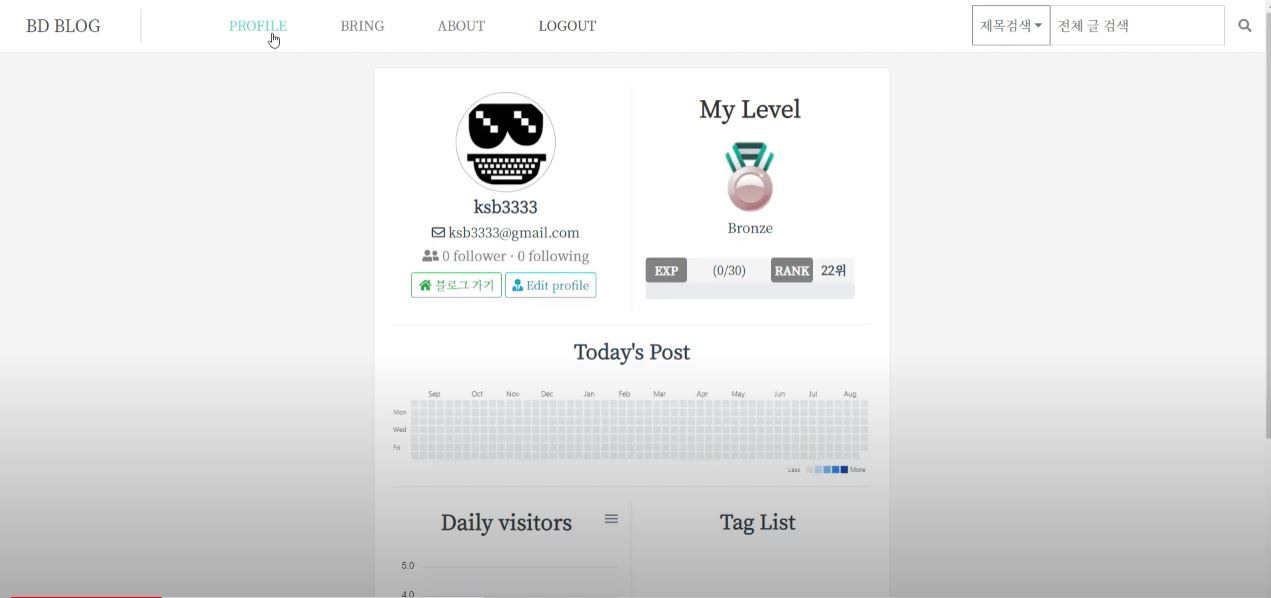 BD BLOG PROFILE BRING ABOUT LOGOUT 제목검색 전체 글 검색
ksb3333
ksb3333@gmail.com
0 follower · 0 following
블로그 가기 Edit profile
My Level
Bronze
EXP (0/30) RANK 22위
Today's Post
Sep Oct Nov Dec Jan Feb Mar Apr May Jun Jul Aug
Mon
Wed
Fri
Less More
Daily visitors
5.0
4.0
Tag List